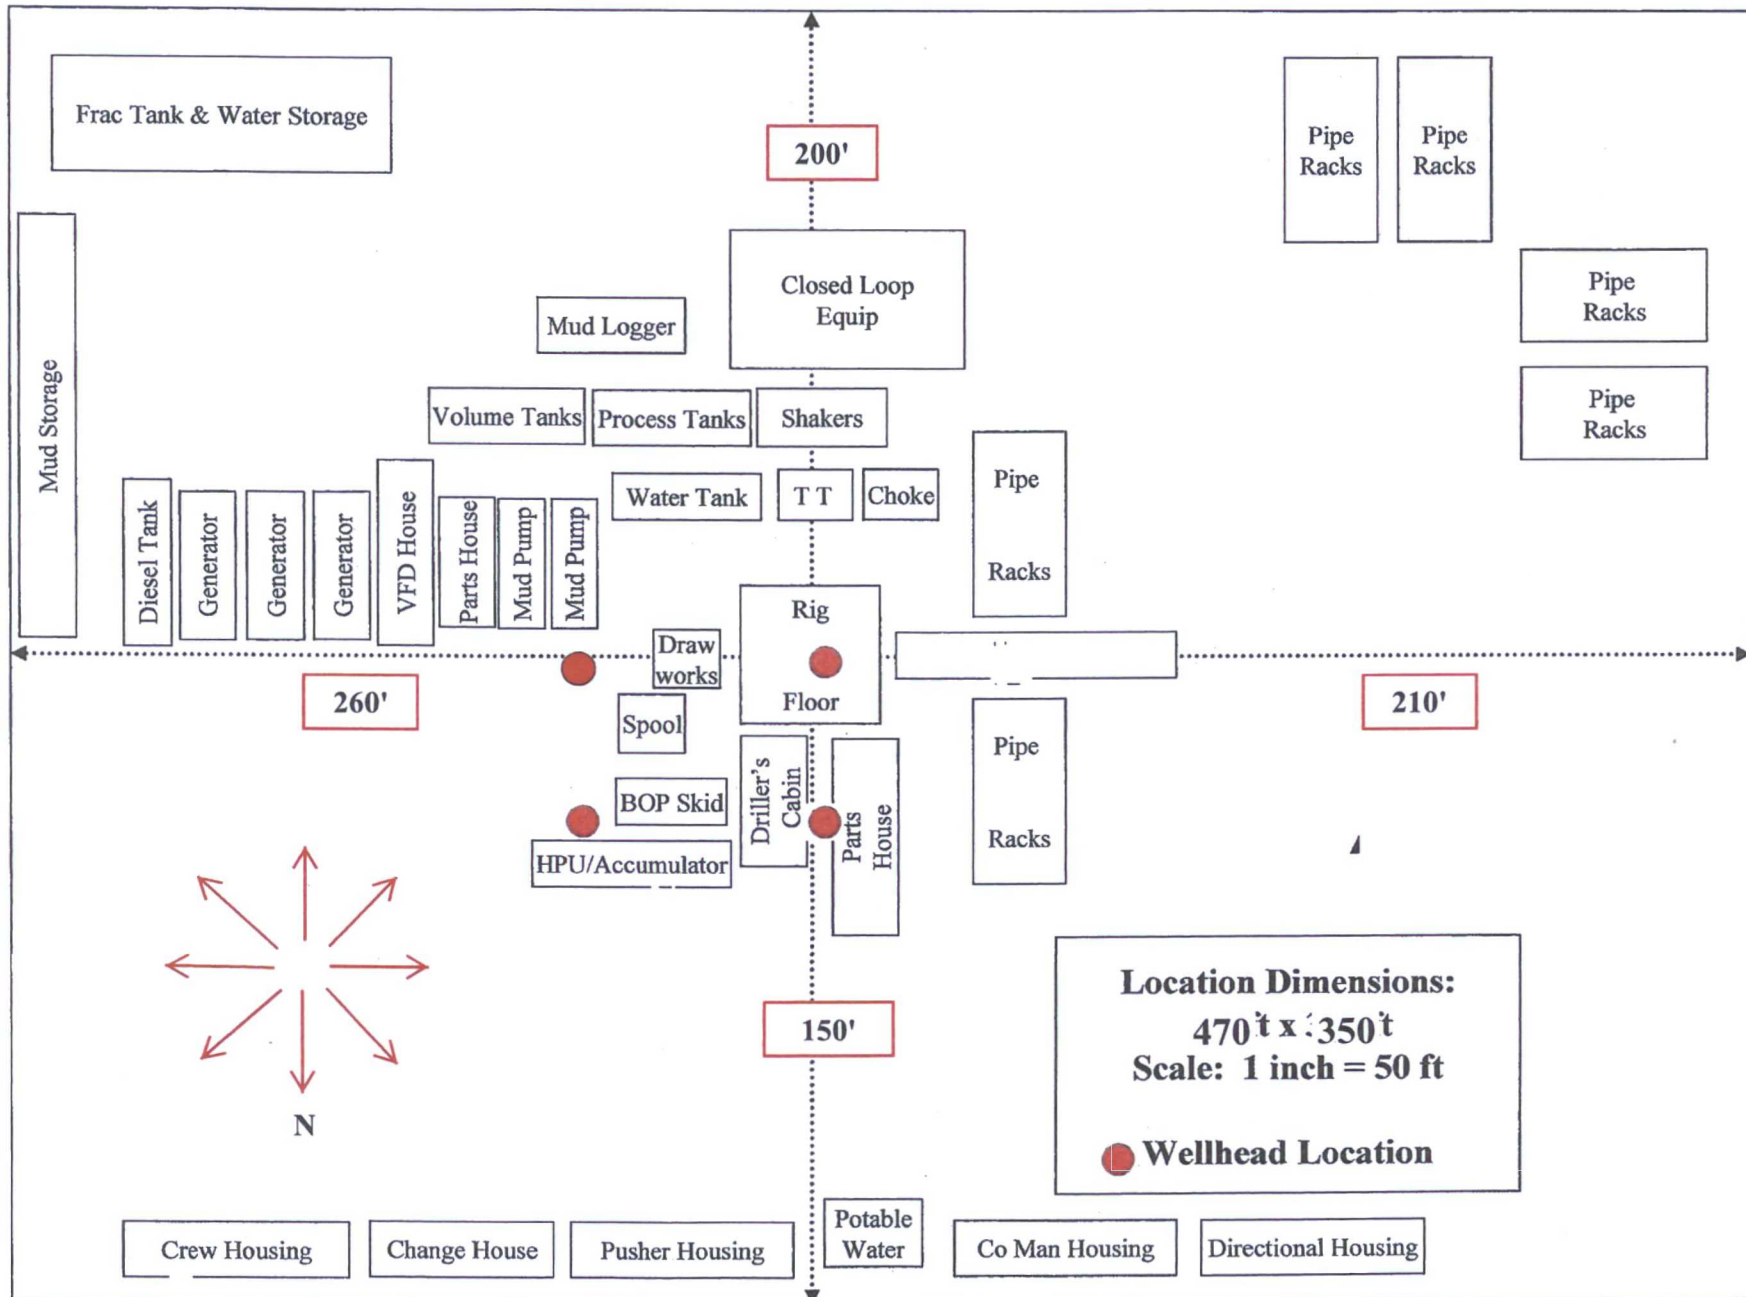 Frac Tank & Water Storage
200'
Pipe
Racks
Pipe
Racks
Closed Loop
Equip
Pipe
Racks
Mud Logger
Mud Storage
Volume Tanks
Process Tanks
Shakers
Pipe
Racks
Diesel Tank
Generator
Generator
Generator
VFD House
Parts House
Mud Pump
Mud Pump
Water Tank
T T
Choke
Pipe
Racks
Rig
Floor
Draw
works
260'
210'
Spool
BOP Skid
Driller's
Cabin
Parts
House
Pipe
Racks
HPU/Accumulator
N
150'
Location Dimensions:
470 x 350
Scale: 1 inch = 50 ft
Wellhead Location
Crew Housing
Change House
Pusher Housing
Potable
Water
Co Man Housing
Directional Housing